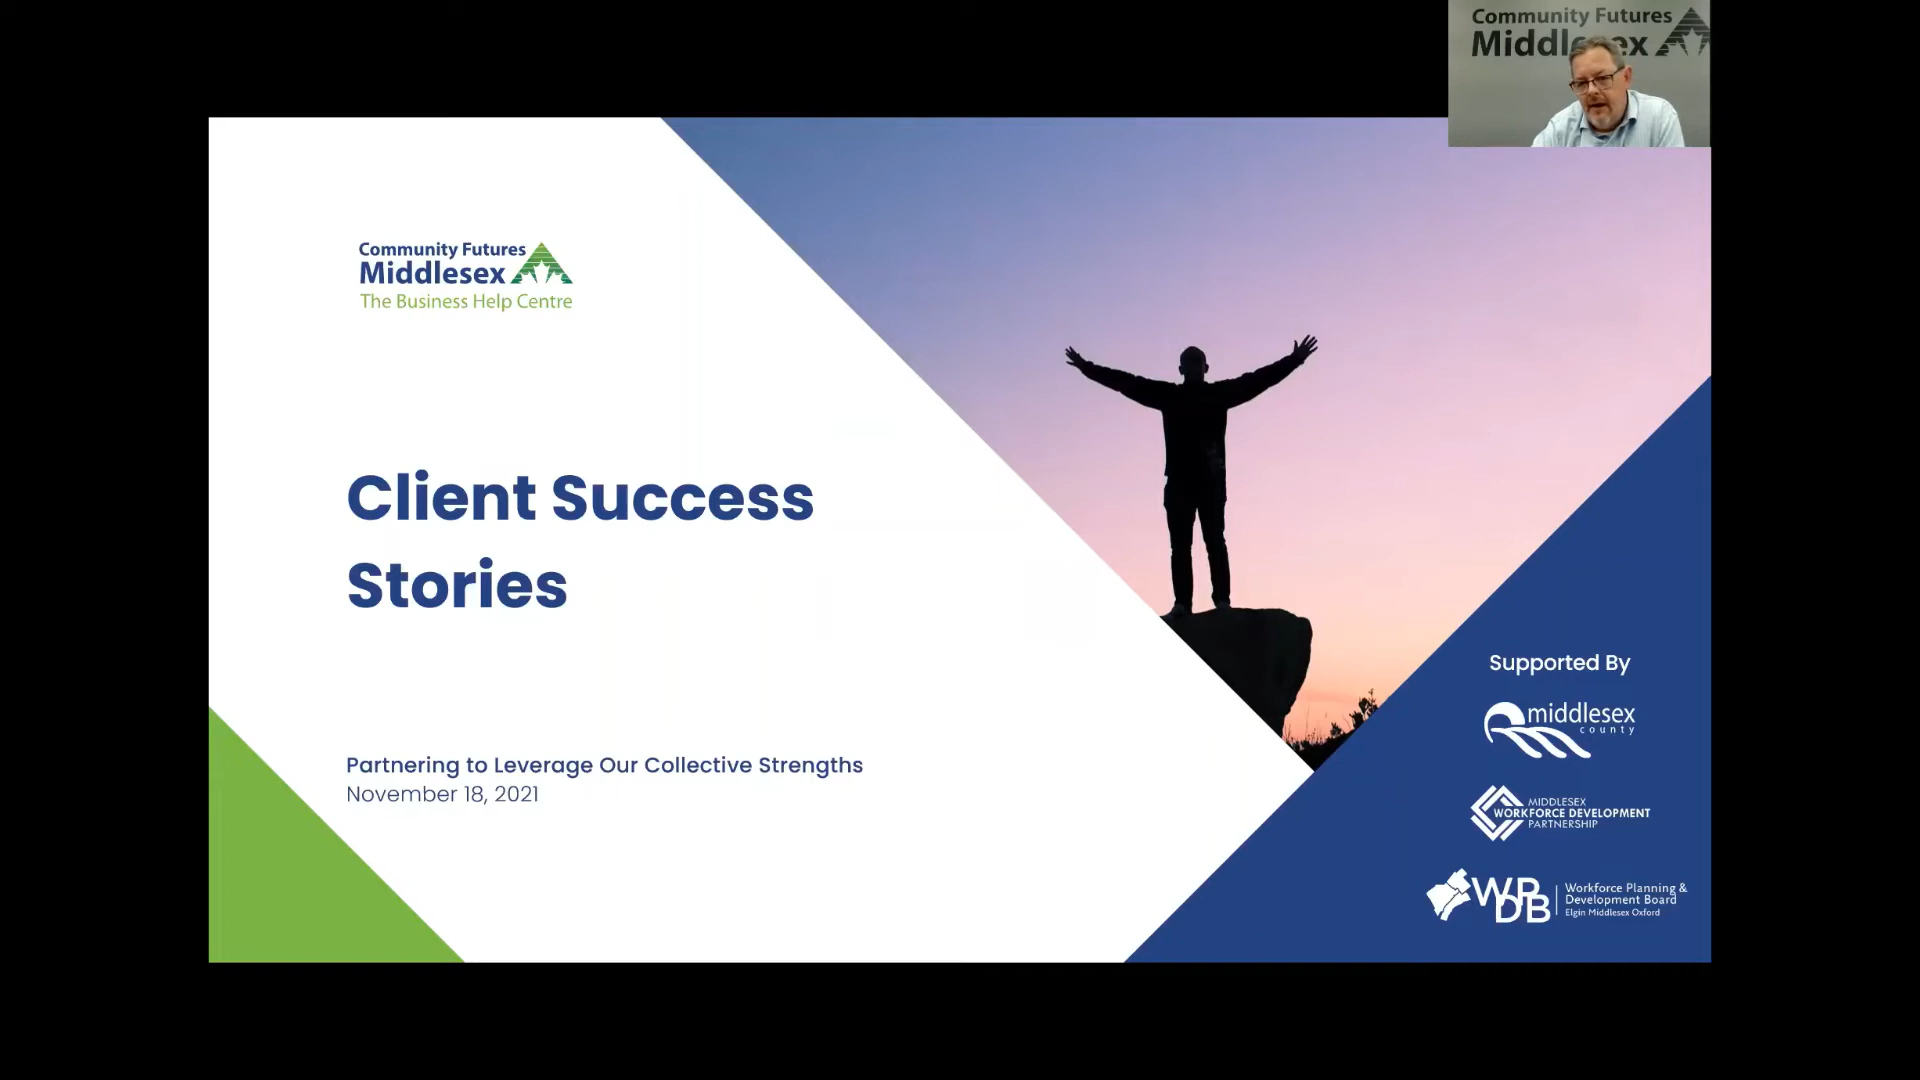 Community Futures
Middlesex
Community Futures
Middlesex
The Business Help Centre
Client Success
Stories
Partnering to Leverage Our Collective Strengths
November 18, 2021
Supported By
middlesex
county
MIDDLESEX
WORKFORCE DEVELOPMENT
PARTNERSHIP
WPDB
Workforce Planning &
Development Board
Elgin Middlesex Oxford